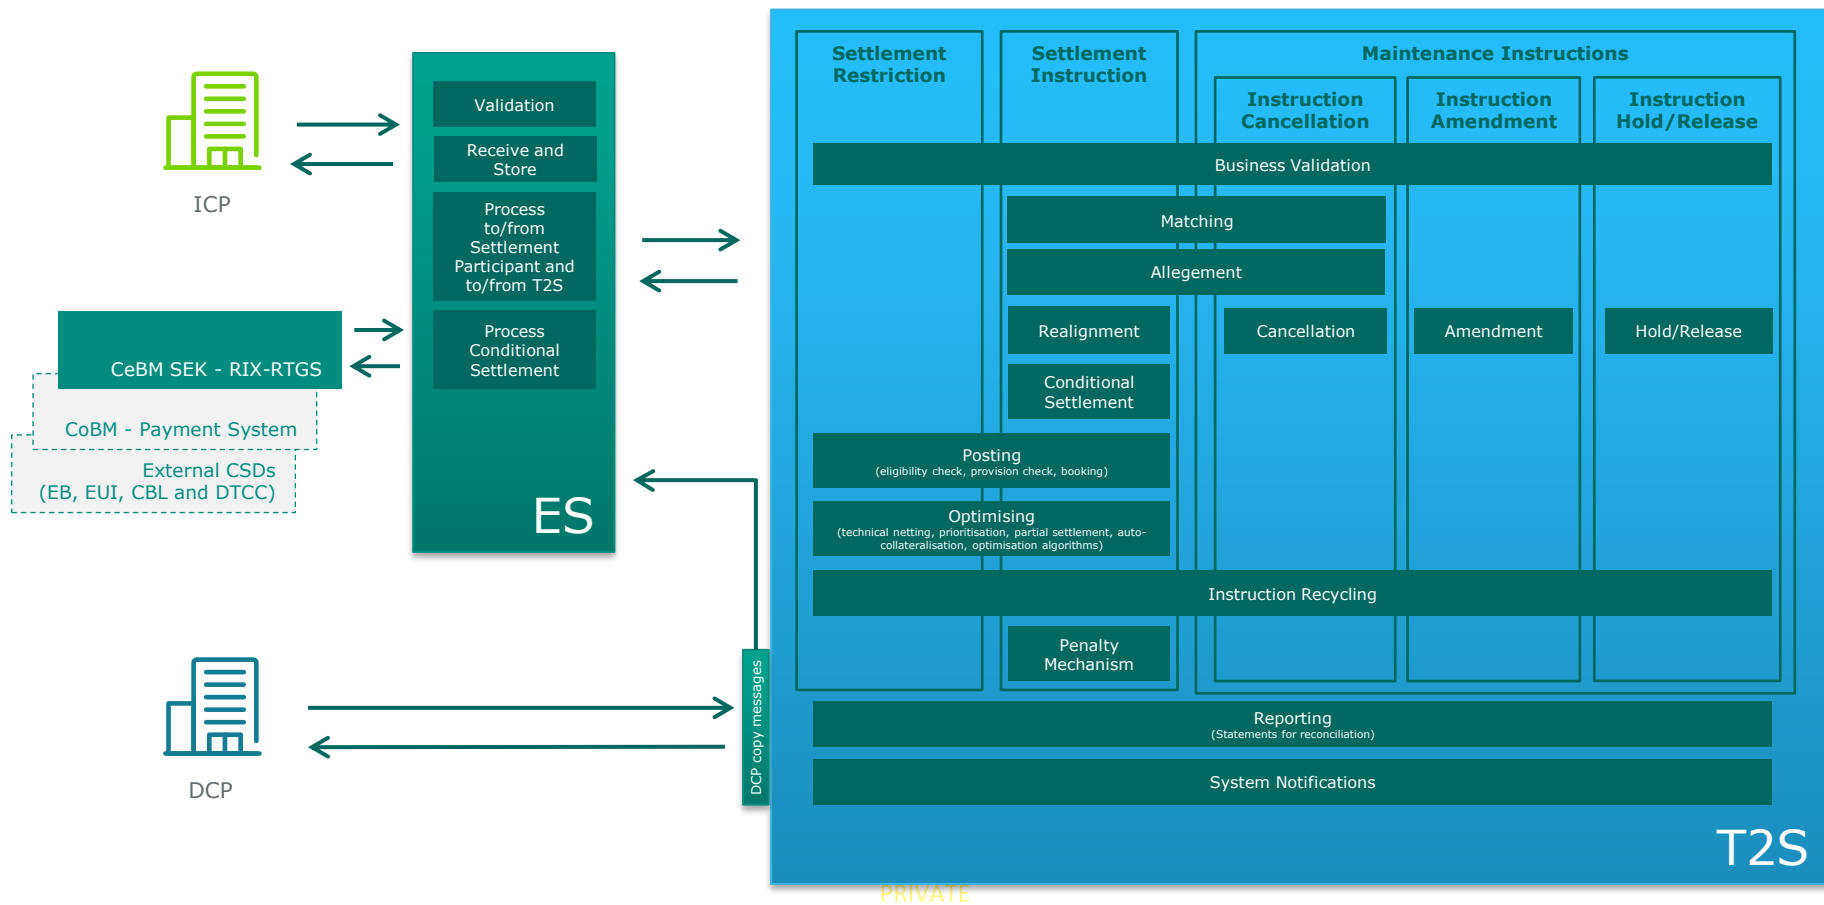 ICP
CeBM SEK - RIX-RTGS
CoBM - Payment System
External CSDs
(EB, EUI, CBL and DTCC)
DCP
Validation
Receive and
Store
Process
to/from
Settlement
Participant and
to/from T2S
Process
Conditional
Settlement
ES
DCP copy messages
Settlement
Restriction
Settlement
Instruction
Maintenance Instructions
Instruction
Cancellation
Instruction
Amendment
Instruction
Hold/Release
Business Validation
Matching
Allegement
Realignment
Cancellation
Amendment
Hold/Release
Conditional
Settlement
Posting
(eligibility check, provision check, booking)
Optimising
(technical netting, prioritisation, partial settlement, auto-
collateralisation, optimisation algorithms)
Instruction Recycling
Penalty
Mechanism
Reporting
(Statements for reconciliation)
System Notifications
T2S
PRIVATE